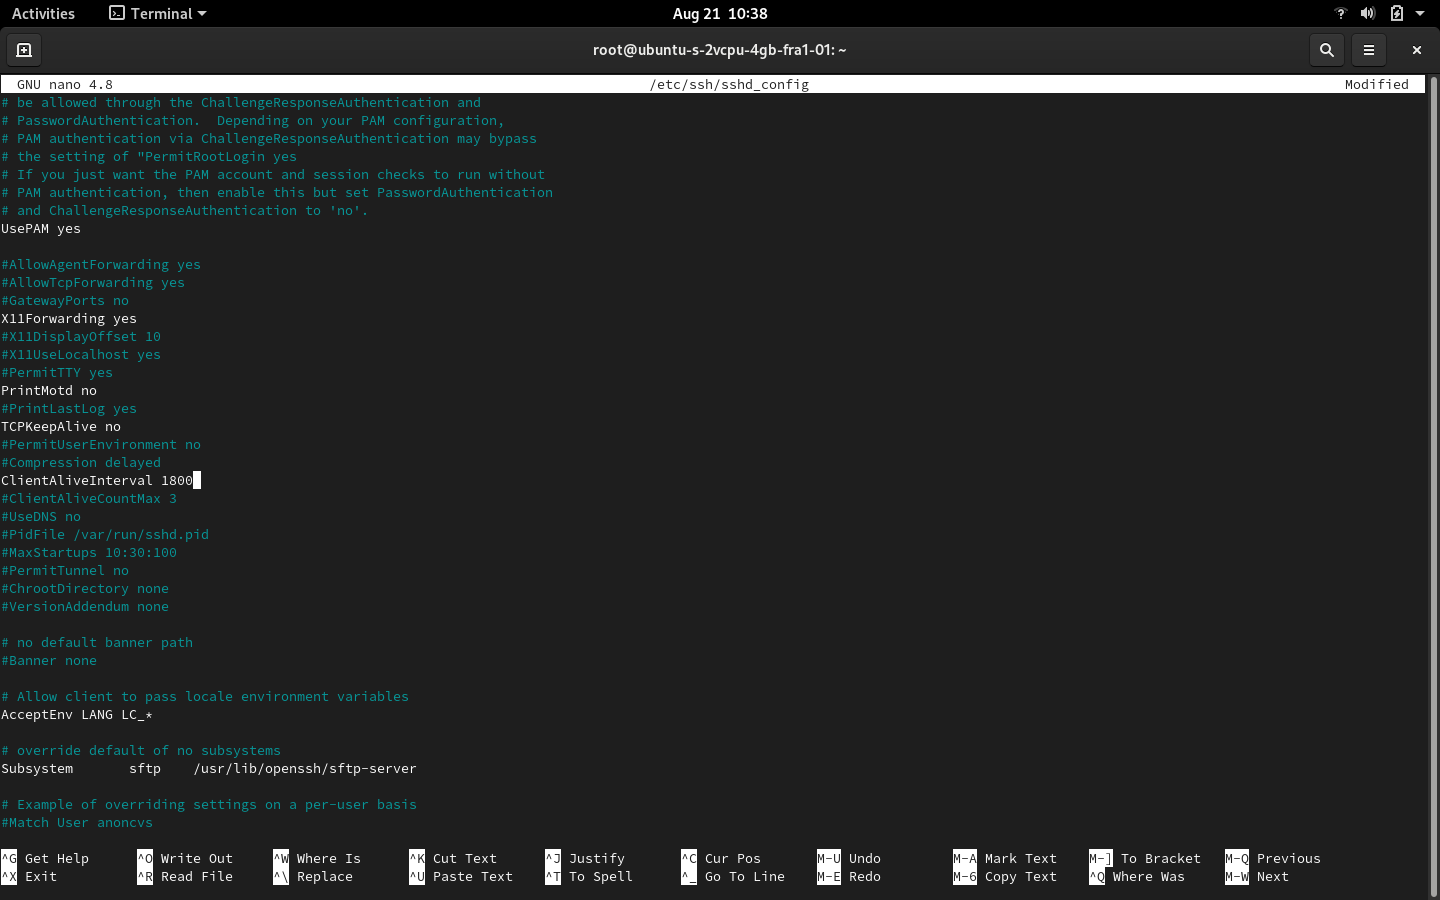 Activities Terminal Aug 21 10:38
root@ubuntu-s-2vcpu-4gb-fra1-01: ~
GNU nano 4.8 /etc/ssh/sshd_config Modified
# be allowed through the ChallengeResponseAuthentication and
# PasswordAuthentication.  Depending on your PAM configuration,
# PAM authentication via ChallengeResponseAuthentication may bypass
# the setting of "PermitRootLogin yes
# If you just want the PAM account and session checks to run without
# PAM authentication, then enable this but set PasswordAuthentication
# and ChallengeResponseAuthentication to 'no'.
UsePAM yes
#AllowAgentForwarding yes
#AllowTcpForwarding yes
#GatewayPorts no
X11Forwarding yes
#X11DisplayOffset 10
#X11UseLocalhost yes
#PermitTTY yes
PrintMotd no
#PrintLastLog yes
TCPKeepAlive no
#PermitUserEnvironment no
#Compression delayed
ClientAliveInterval 1800
#ClientAliveCountMax 3
#UseDNS no
#PidFile /var/run/sshd.pid
#MaxStartups 10:30:100
#PermitTunnel no
#ChrootDirectory none
#VersionAddendum none
# no default banner path
#Banner none
# Allow client to pass locale environment variables
AcceptEnv LANG LC_*
# override default of no subsystems
Subsystem       sftp    /usr/lib/openssh/sftp-server
# Example of overriding settings on a per-user basis
#Match User anoncvs
^G Get Help ^O Write Out ^W Where Is ^K Cut Text ^J Justify ^C Cur Pos M-U Undo M-A Mark Text M-] To Bracket M-Q Previous
^X Exit ^R Read File ^\ Replace ^U Paste Text ^T To Spell ^_ Go To Line M-E Redo M-6 Copy Text ^Q Where Was M-W Next